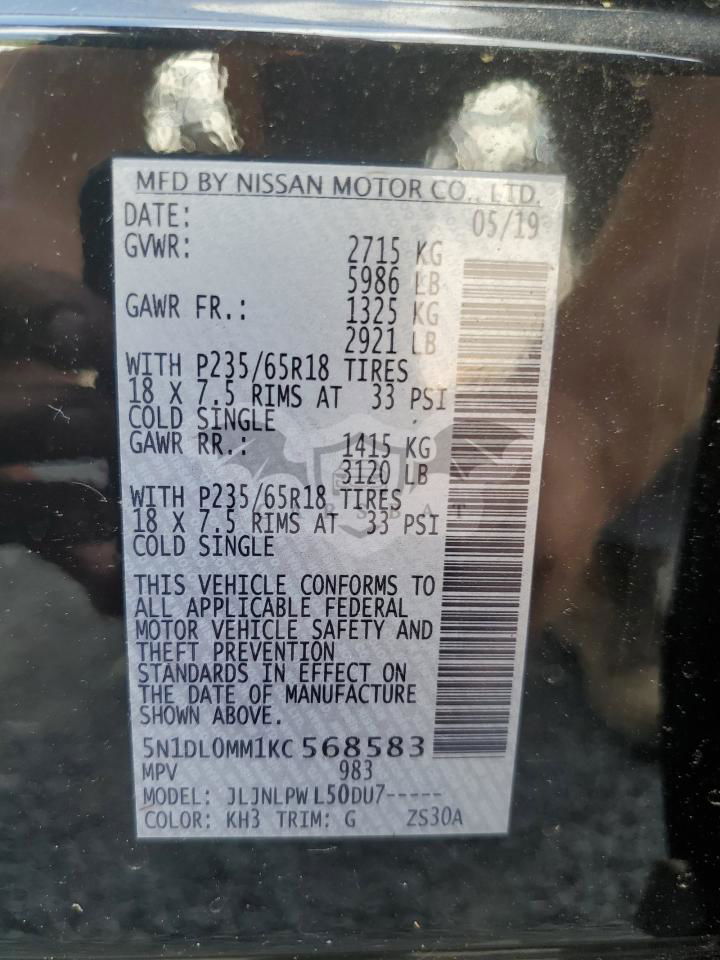 MFD BY NISSAN MOTOR CO., LTD.
DATE: 05/19
GVWR: 2715 KG
5986 LB
GAWR FR.: 1325 KG
2921 LB
WITH P235/65R18 TIRES
18 X 7.5 RIMS AT 33 PSI
COLD SINGLE
GAWR RR.: 1415 KG
3120 LB
WITH P235/65R18 TIRES
18 X 7.5 RIMS AT 33 PSI
COLD SINGLE
THIS VEHICLE CONFORMS TO
ALL APPLICABLE FEDERAL
MOTOR VEHICLE SAFETY AND
THEFT PREVENTION
STANDARDS IN EFFECT ON
THE DATE OF MANUFACTURE
SHOWN ABOVE.
5N1DL0MM1KC 568583
MPV 983
MODEL: JLJNLPW L50DU7-----
COLOR: KH3 TRIM: G ZS30A